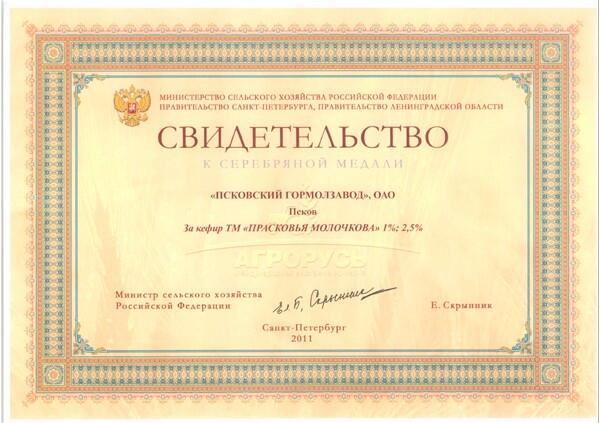 МИНИСТЕРСТВО СЕЛЬСКОГО ХОЗЯЙСТВА РОССИЙСКОЙ ФЕДЕРАЦИИ
ПРАВИТЕЛЬСТВО САНКТ-ПЕТЕРБУРГА, ПРАВИТЕЛЬСТВО ЛЕНИНГРАДСКОЙ ОБЛАСТИ
СВИДЕТЕЛЬСТВО
К СЕРЕБРЯНОЙ МЕДАЛИ
«ПСКОВСКИЙ ГОРМОЛЗАВОД», ОАО
Псков
За кефир ТМ «ПРАСКОВЬЯ МОЛОЧКОВА» 1%; 2,5%
АГРОРУСЬ
Министр сельского хозяйства
Российской Федерации
Е. Скрынник
Санкт-Петербург
2011